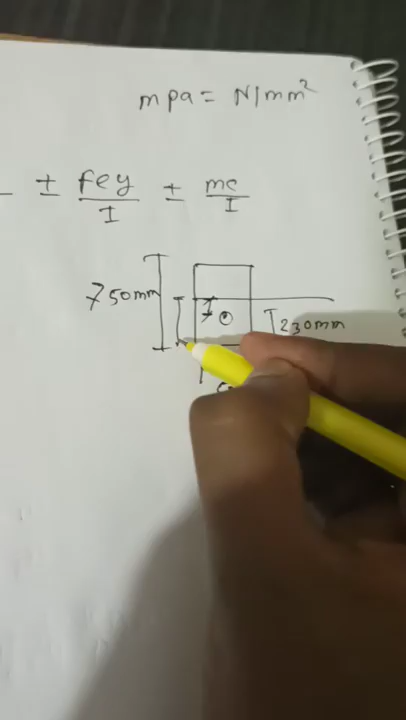 mpa = N/mm²
± Fey/I ± mc/I
750mm
230mm